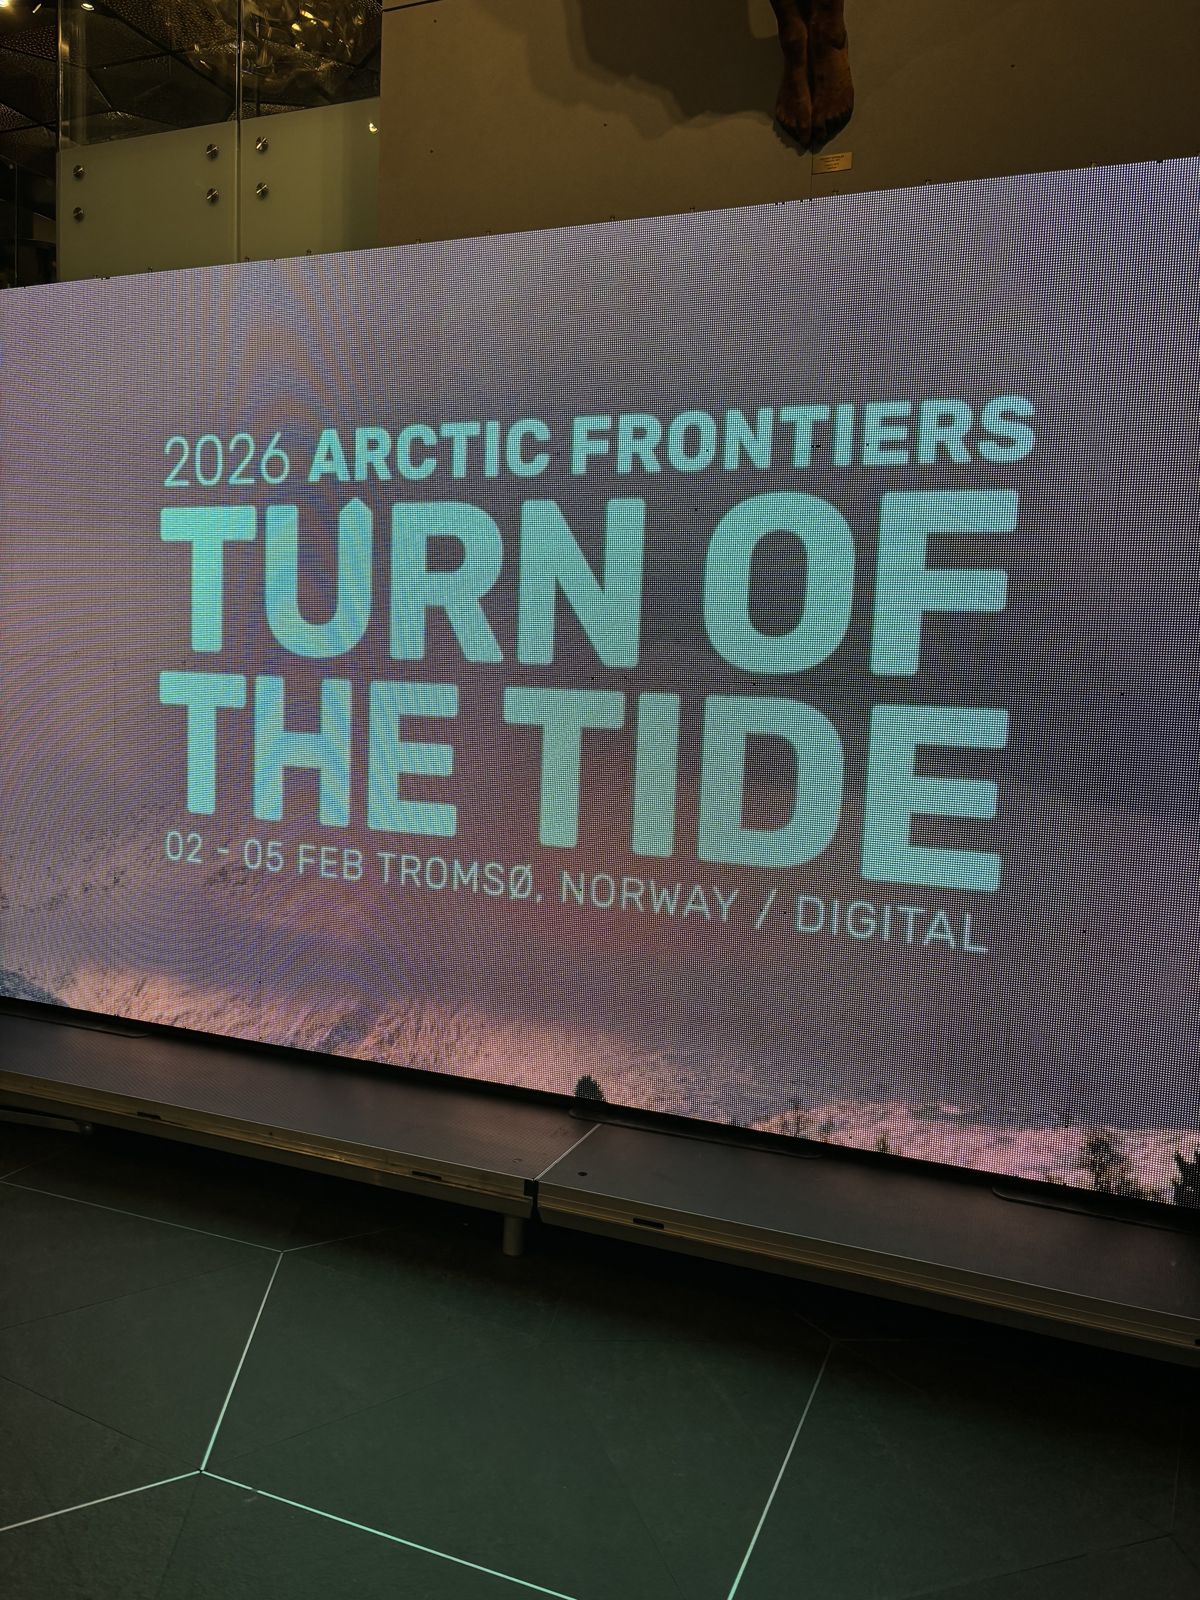 2026 ARCTIC FRONTIERS
TURN OF
THE TIDE
02 - 05 FEB TROMSØ, NORWAY / DIGITAL